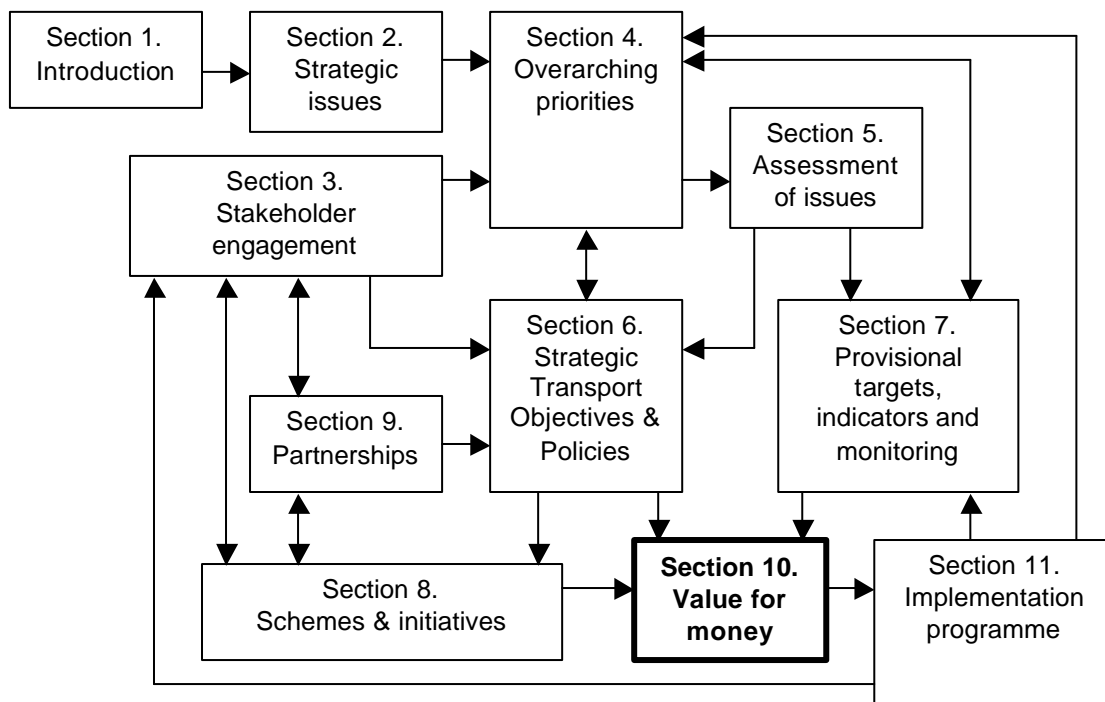 Section 1.
Introduction
Section 2.
Strategic
issues
Section 4.
Overarching
priorities
Section 5.
Assessment
of issues
Section 3.
Stakeholder
engagement
Section 6.
Strategic
Transport
Objectives &
Policies
Section 7.
Provisional
targets,
indicators and
monitoring
Section 9.
Partnerships
Section 8.
Schemes & initiatives
Section 10.
Value for
money
Section 11.
Implementation
programme